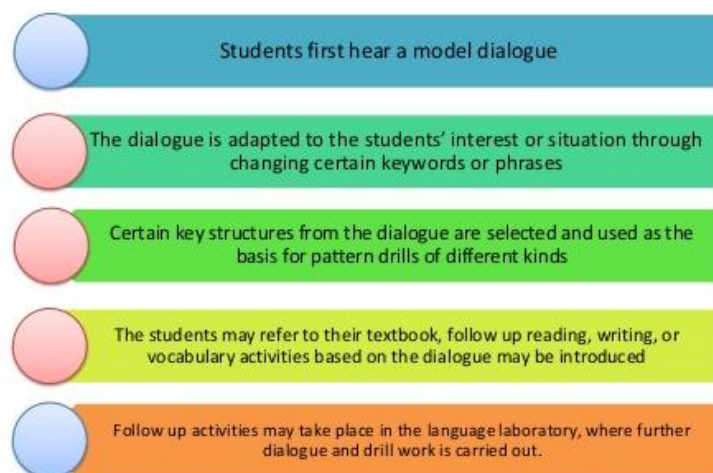 Students first hear a model dialogue
The dialogue is adapted to the students' interest or situation through
changing certain keywords or phrases
Certain key structures from the dialogue are selected and used as the
basis for pattern drills of different kinds
The students may refer to their textbook, follow up reading, writing, or
vocabulary activities based on the dialogue may be introduced
Follow up activities may take place in the language laboratory, where further
dialogue and drill work is carried out.